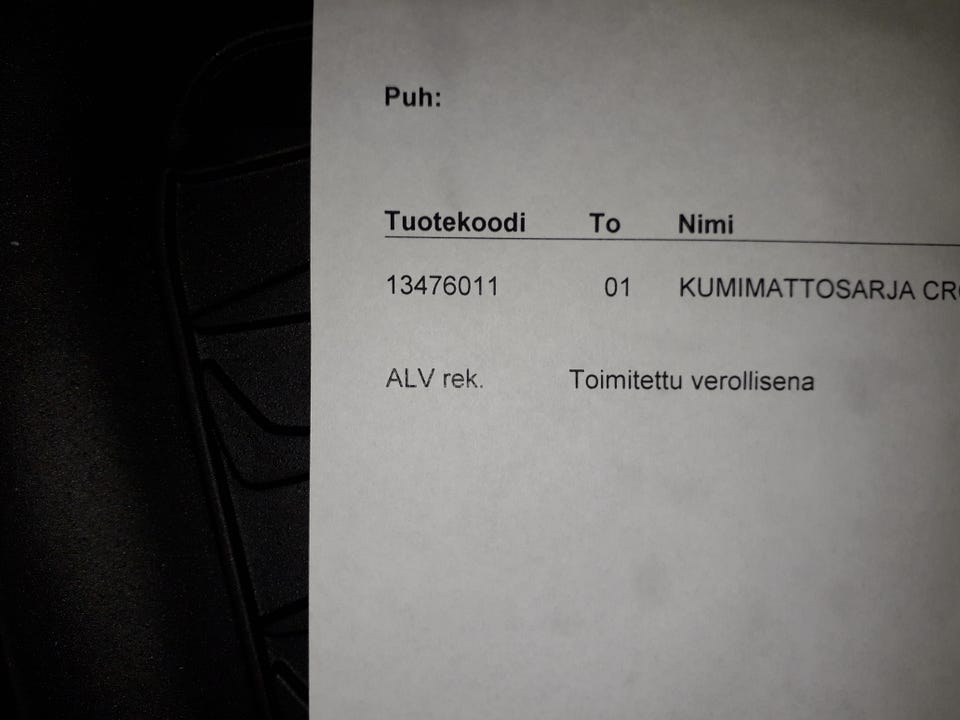 Puh:
Tuotekoodi To Nimi
13476011 01 KUMIMATTOSARJA
ALV rek. Toimitettu verollisena